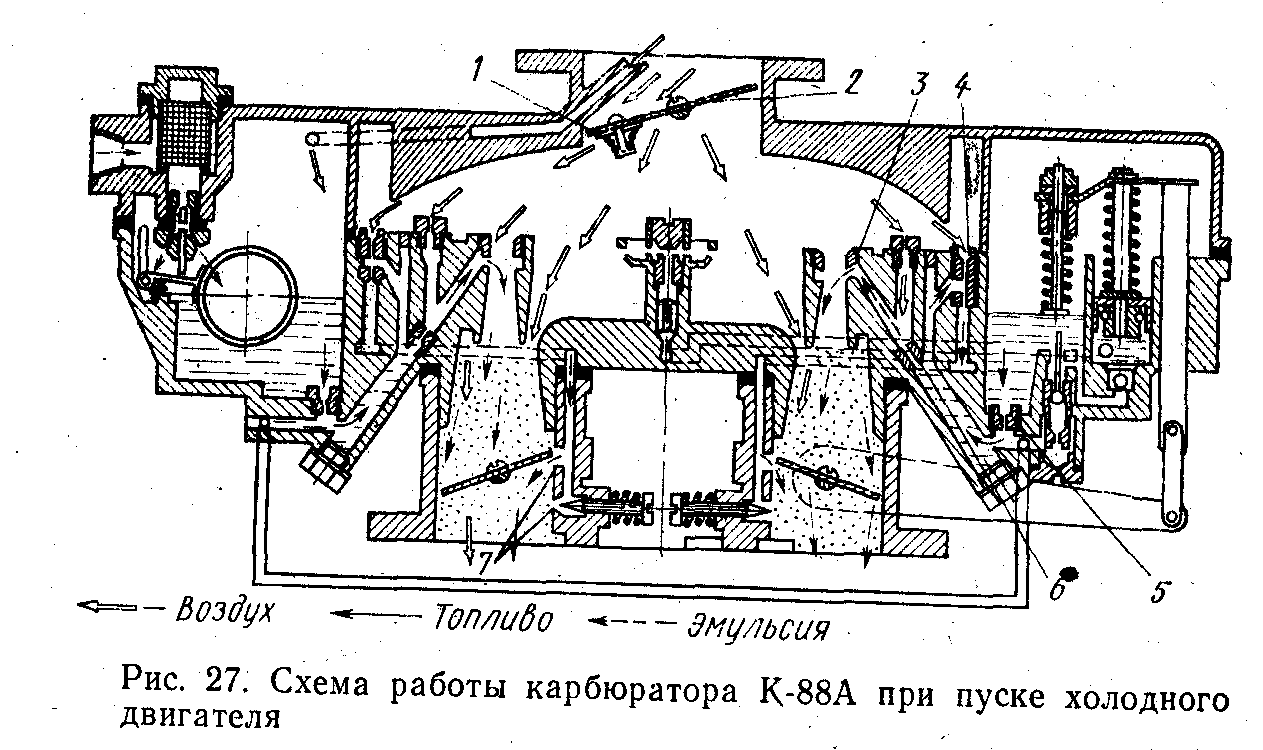 1 2 3 4
7 6 5
Воздух Топливо Эмульсия
Рис. 27. Схема работы карбюратора К-88А при пуске холодного
двигателя